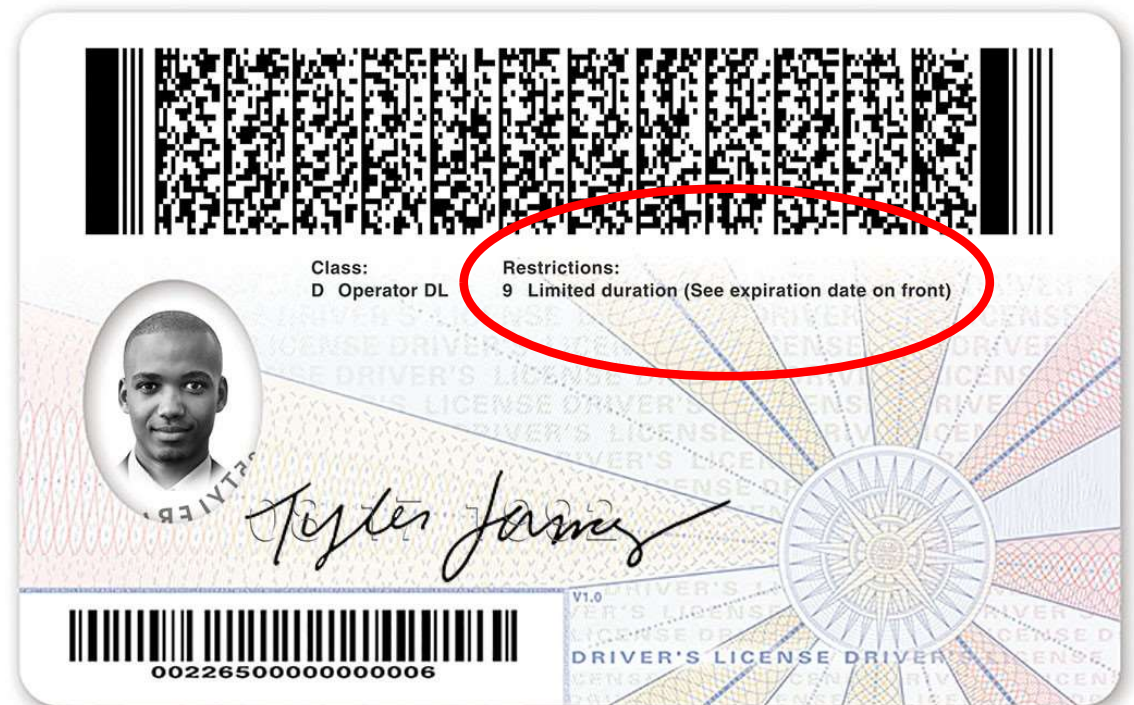 Class:
D Operator DL
Restrictions:
9 Limited duration (See expiration date on front)
Tyler James
V1.0
DRIVER'S LICENSE DRIVER
002265000000000006